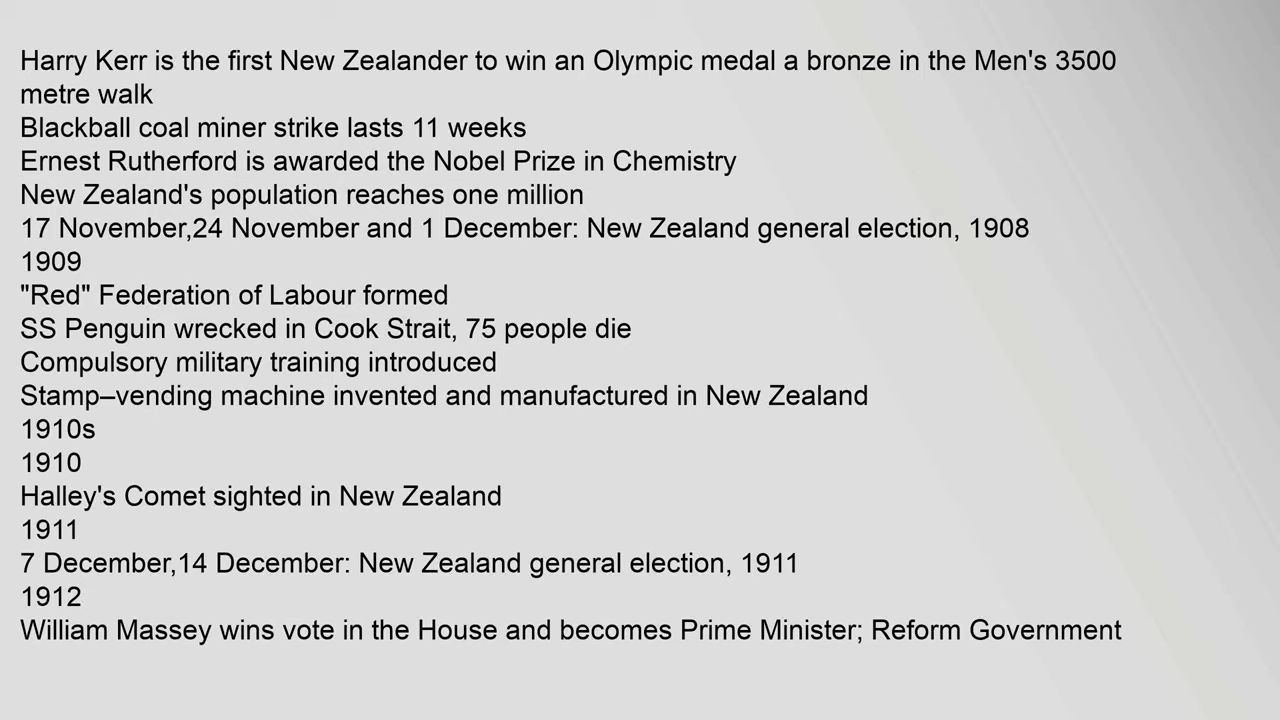 Harry Kerr is the first New Zealander to win an Olympic medal a bronze in the Men's 3500
metre walk
Blackball coal miner strike lasts 11 weeks
Ernest Rutherford is awarded the Nobel Prize in Chemistry
New Zealand's population reaches one million
17 November,24 November and 1 December: New Zealand general election, 1908
1909
"Red" Federation of Labour formed
SS Penguin wrecked in Cook Strait, 75 people die
Compulsory military training introduced
Stamp–vending machine invented and manufactured in New Zealand
1910s
1910
Halley's Comet sighted in New Zealand
1911
7 December,14 December: New Zealand general election, 1911
1912
William Massey wins vote in the House and becomes Prime Minister; Reform Government